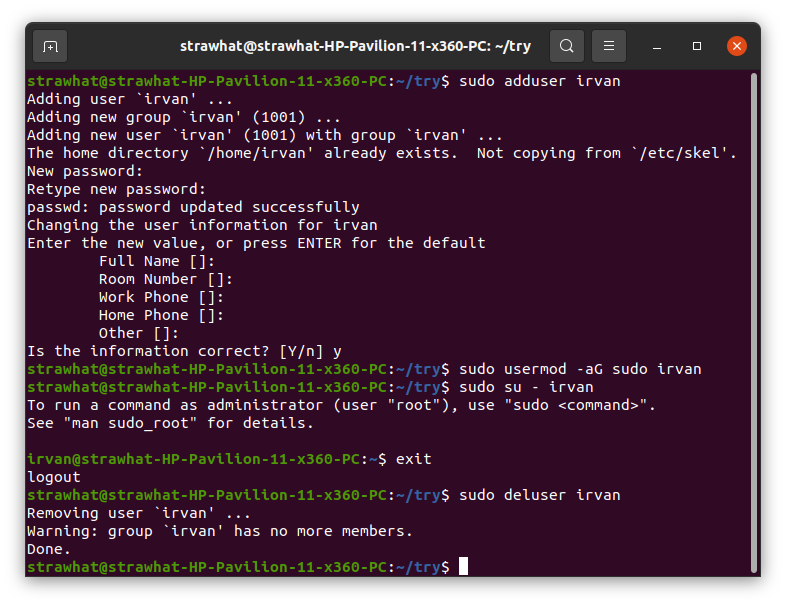 strawhat@strawhat-HP-Pavilion-11-x360-PC: ~/try
strawhat@strawhat-HP-Pavilion-11-x360-PC:~/try$ sudo adduser irvan
Adding user `irvan' ...
Adding new group `irvan' (1001) ...
Adding new user `irvan' (1001) with group `irvan' ...
The home directory `/home/irvan' already exists.  Not copying from `/etc/skel'.
New password:
Retype new password:
passwd: password updated successfully
Changing the user information for irvan
Enter the new value, or press ENTER for the default
        Full Name []:
        Room Number []:
        Work Phone []:
        Home Phone []:
        Other []:
Is the information correct? [Y/n] y
strawhat@strawhat-HP-Pavilion-11-x360-PC:~/try$ sudo usermod -aG sudo irvan
strawhat@strawhat-HP-Pavilion-11-x360-PC:~/try$ sudo su - irvan
To run a command as administrator (user "root"), use "sudo <command>".
See "man sudo_root" for details.

irvan@strawhat-HP-Pavilion-11-x360-PC:~$ exit
logout
strawhat@strawhat-HP-Pavilion-11-x360-PC:~/try$ sudo deluser irvan
Removing user `irvan' ...
Warning: group `irvan' has no more members.
Done.
strawhat@strawhat-HP-Pavilion-11-x360-PC:~/try$